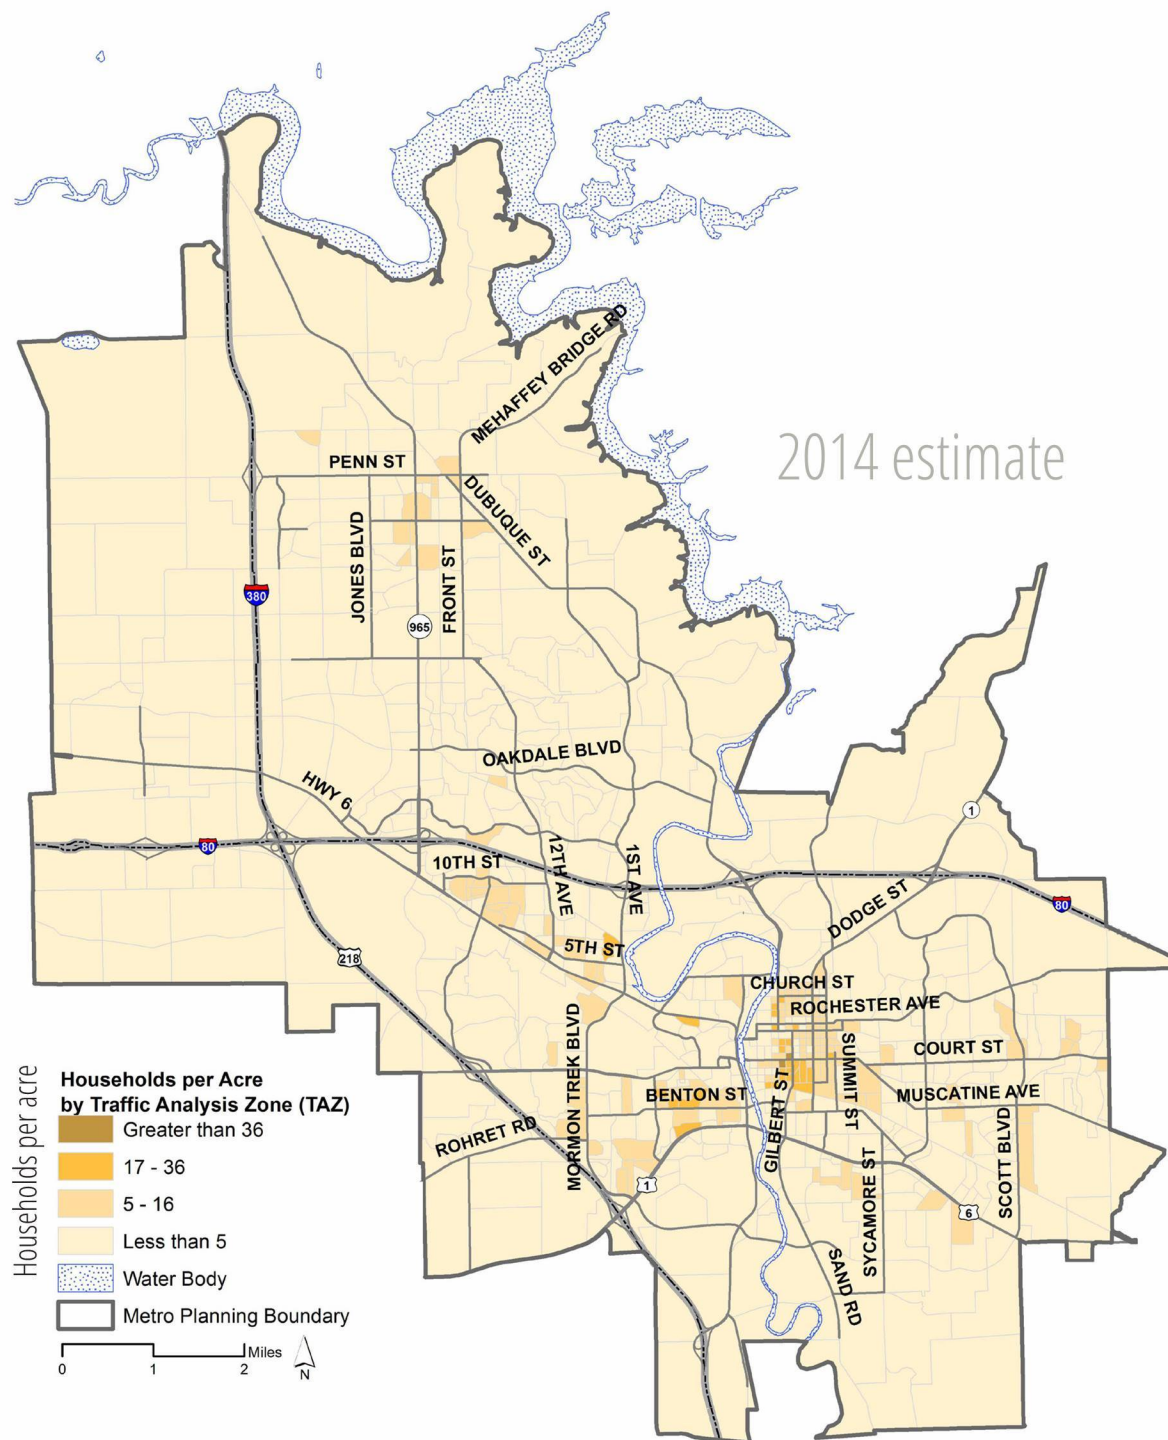 MEHAFFEY BRIDGE RD
2014 estimate
PENN ST
DUBUQUE ST
JONES BLVD
FRONT ST
380
965
OAKDALE BLVD
HWY 6
1
80
10TH ST
12TH AVE
1ST AVE
DODGE ST
80
5TH ST
218
CHURCH ST
ROCHESTER AVE
MORMON TREK BLVD
COURT ST
SUMMIT ST
BENTON ST
MUSCATINE AVE
GILBERT ST
ROHRET RD
SCOTT BLVD
1
SYCAMORE ST
6
SAND RD
Households per acre
Households per Acre
by Traffic Analysis Zone (TAZ)
Greater than 36
17 - 36
5 - 16
Less than 5
Water Body
Metro Planning Boundary
Miles
0 1 2
N